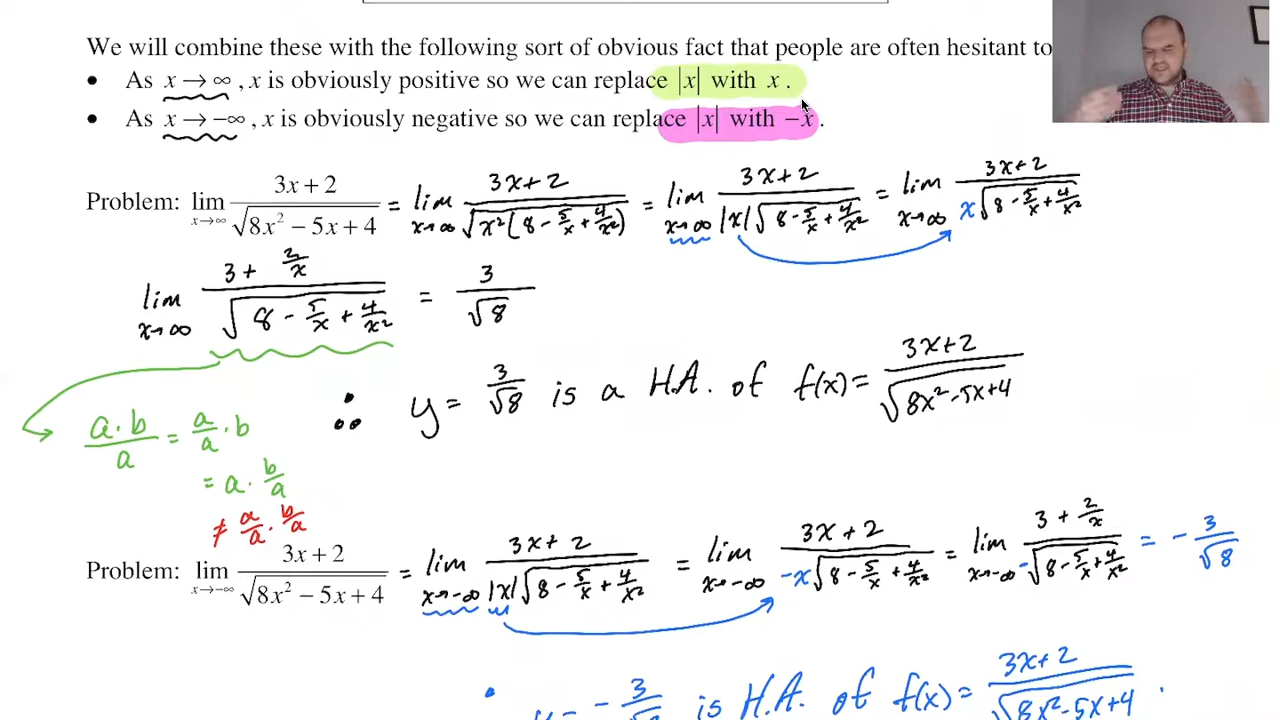 We will combine these with the following sort of obvious fact that people are often hesitant to
• As x → ∞, x is obviously positive so we can replace |x| with x.
• As x → −∞, x is obviously negative so we can replace |x| with −x.
Problem: lim x→∞ (3x+2)/√(8x² − 5x + 4) = lim x→∞ (3x+2)/√(x²(8 − 5/x + 4/x²)) = lim x→∞ (3x+2)/(|x|√(8 − 5/x + 4/x²)) = lim x→∞ (3x+2)/(x√(8 − 5/x + 4/x²))
lim x→∞ (3 + 2/x)/√(8 − 5/x + 4/x²) = 3/√8
∴ y = 3/√8 is a H.A. of f(x) = (3x+2)/√(8x² − 5x + 4)
a·b/a = a/a · b
= a · b/a
≠ a/a · b/a
Problem: lim x→−∞ (3x+2)/√(8x² − 5x + 4) = lim x→−∞ (3x+2)/(|x|√(8 − 5/x + 4/x²)) = lim x→−∞ (3x+2)/(−x√(8 − 5/x + 4/x²)) = lim x→−∞ (3 + 2/x)/(−√(8 − 5/x + 4/x²)) = −3/√8
y = −3/√8 is H.A. of f(x) = (3x+2)/√(8x² − 5x + 4).